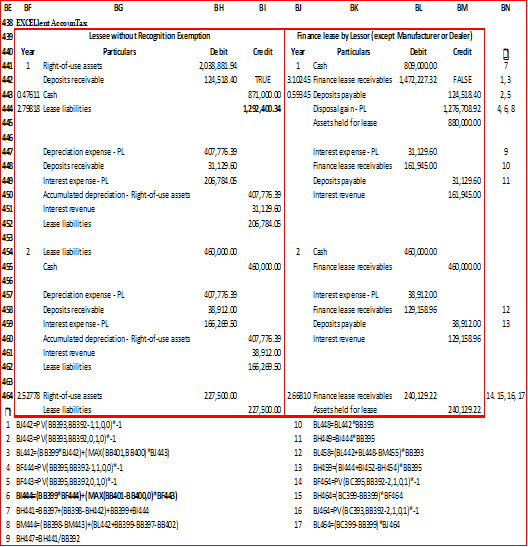 BE BF BG BH BI BJ BK BL BM BN
438 EXCELlent AccounTax
439 Lessee without Recognition Exemption Finance lease by Lessor (except Manufacturer or Dealer)
440 Year Particulars Debit Credit Year Particulars Debit Credit
441 1 Right-of-use assets 2,038,881.94 1 Cash 809,000.00 7
442 Deposits receivable 124,518.40 TRUE 3.10245 Finance lease receivables 1,472,227.32 FALSE 1, 3
443 0.47611 Cash 871,000.00 0.59345 Deposits payable 124,518.40 2, 5
444 2.79818 Lease liabilities 1,292,400.34 Disposal gain - PL 1,276,708.92 4, 6, 8
445 Assets held for lease 880,000.00
446
447 Depreciation expense - PL 407,776.39 Interest expense - PL 31,129.60 9
448 Deposits receivable 31,129.60 Finance lease receivables 161,945.00 10
449 Interest expense - PL 206,784.05 Deposits payable 31,129.60 11
450 Accumulated depreciation - Right-of-use assets 407,776.39 Interest revenue 161,945.00
451 Interest revenue 31,129.60
452 Lease liabilities 206,784.05
453
454 2 Lease liabilities 460,000.00 2 Cash 460,000.00
455 Cash 460,000.00 Finance lease receivables 460,000.00
456
457 Depreciation expense - PL 407,776.39 Interest expense - PL 38,912.00
458 Deposits receivable 38,912.00 Finance lease receivables 129,158.96 12
459 Interest expense - PL 166,269.50 Deposits payable 38,912.00 13
460 Accumulated depreciation - Right-of-use assets 407,776.39 Interest revenue 129,158.96
461 Interest revenue 38,912.00
462 Lease liabilities 166,269.50
463
464 2.52778 Right-of-use assets 227,500.00 2.66810 Finance lease receivables 240,129.22 14, 15, 16, 17
Lease liabilities 227,500.00 Assets held for lease 240,129.22
1 BJ442=PV(BB393,BB392-1,1,0,0)*-1 10 BL448=BL442*BB393
2 BJ443=PV(BB393,BB392,0,1,0)*-1 11 BH449=BI444*BB395
3 BL442=(BB399*BJ442)+(MAX(BB401,BB400)*BJ443) 12 BL458=(BL442+BL448-BM455)*BB393
4 BF444=PV(BB395,BB392-1,1,0,0)*-1 13 BH459=(BI444+BI452-BH454)*BB395
5 BF443=PV(BB395,BB392,0,1,0)*-1 14 BF464=PV(BC395,BB392-2,1,0,1)*-1
6 BI444=(BB399*BF444)+(MAX(BB401-BB400,0)*BF443) 15 BH464=(BC399-BB399)*BF464
7 BH441=BB397+(BB398-BH442)+BB399+BI444 16 BJ464=PV(BC393,BB392-2,1,0,1)*-1
8 BM444=(BB398-BM443)+(BL442+BB399-BB397-BB402) 17 BL464=(BC399-BB399)*BJ464
9 BH447=BH441/BB392